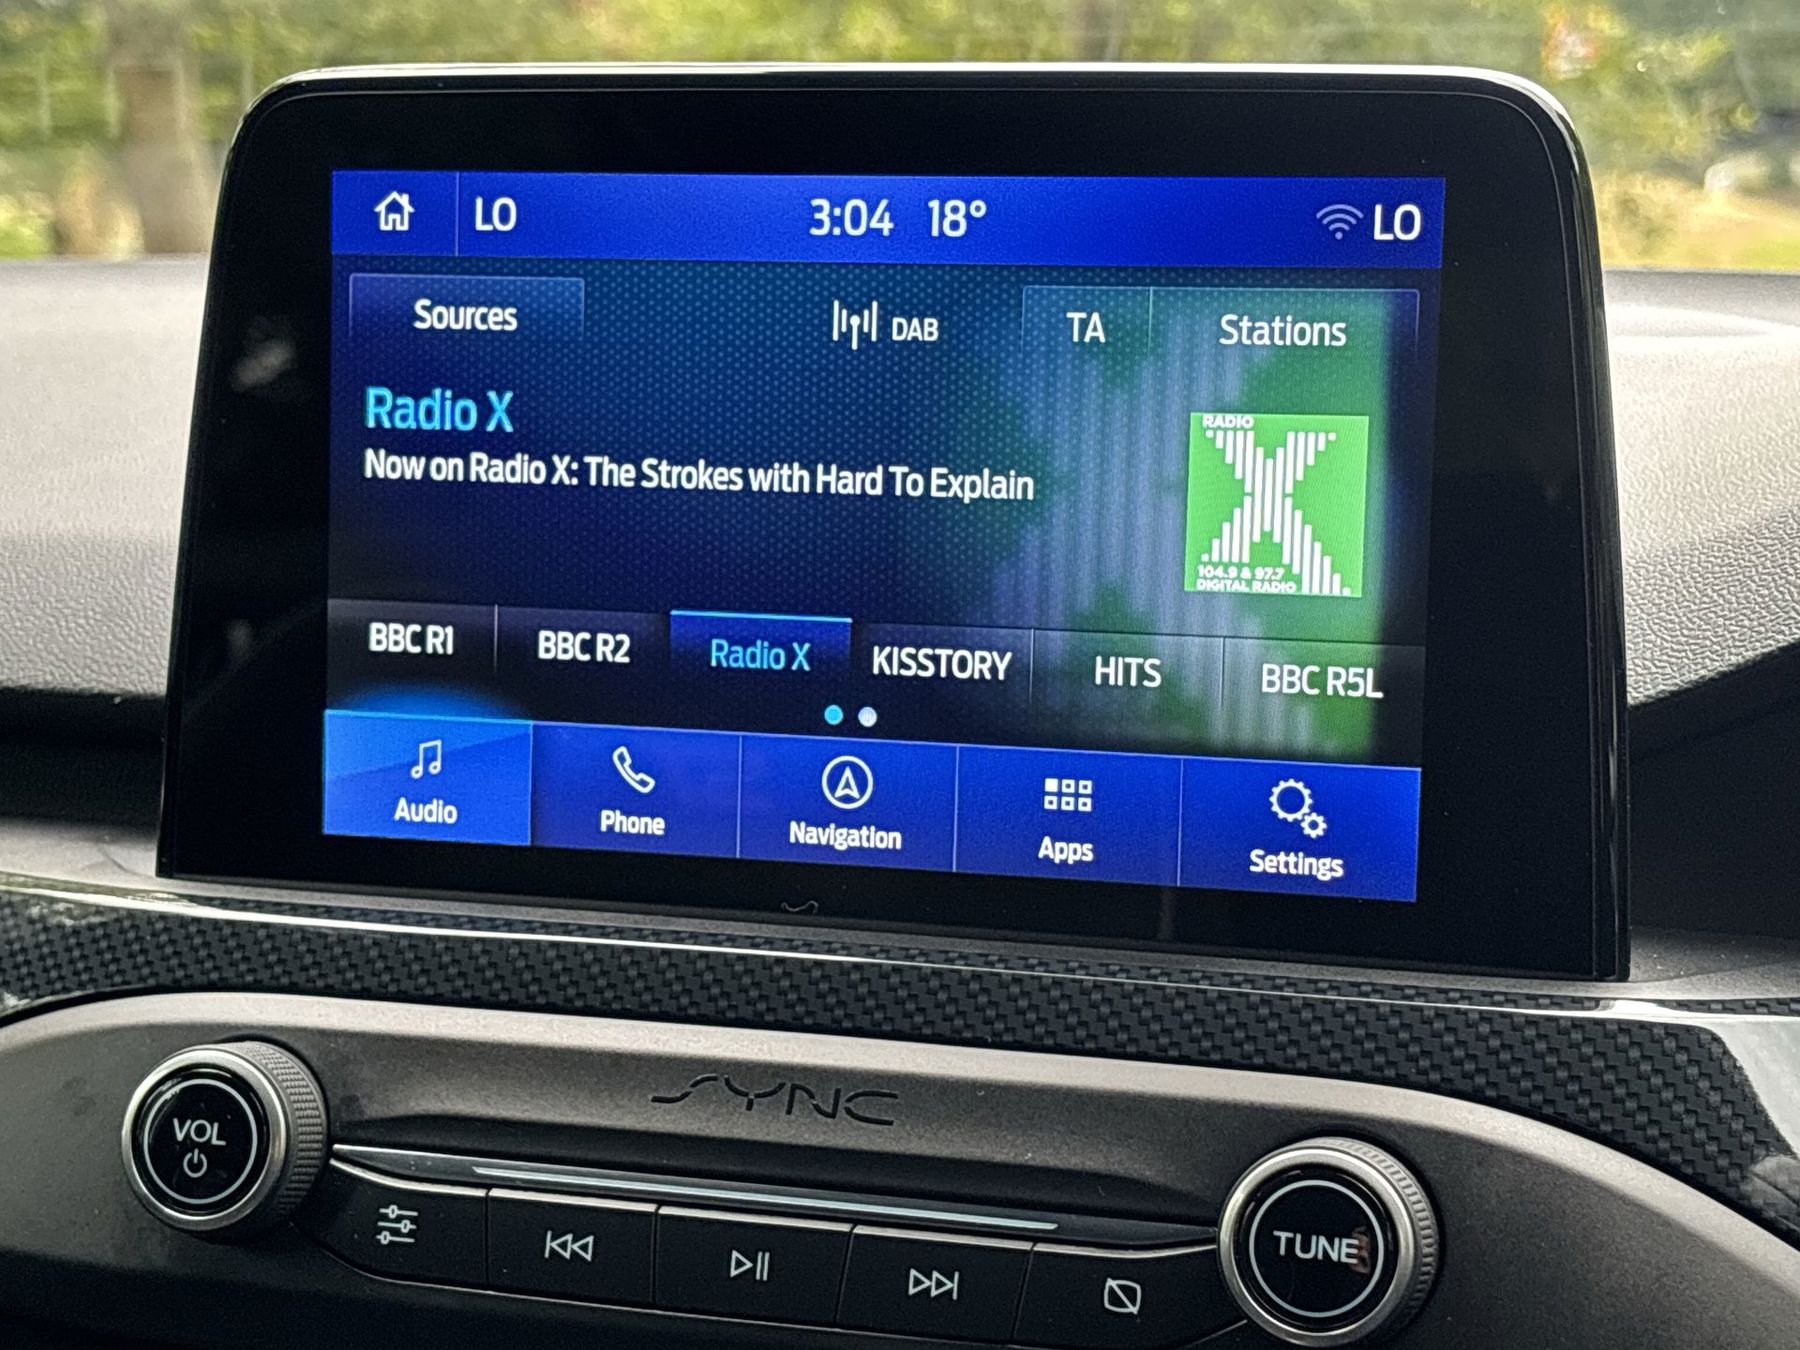 LO 3:04 18° LO
Sources DAB TA Stations
Radio X
Now on Radio X: The Strokes with Hard To Explain
RADIO
X
104.9 & 97.7
DIGITAL RADIO
BBC R1 BBC R2 Radio X KISSTORY HITS BBC R5L
Audio Phone Navigation Apps Settings
SYNC
VOL
TUNE